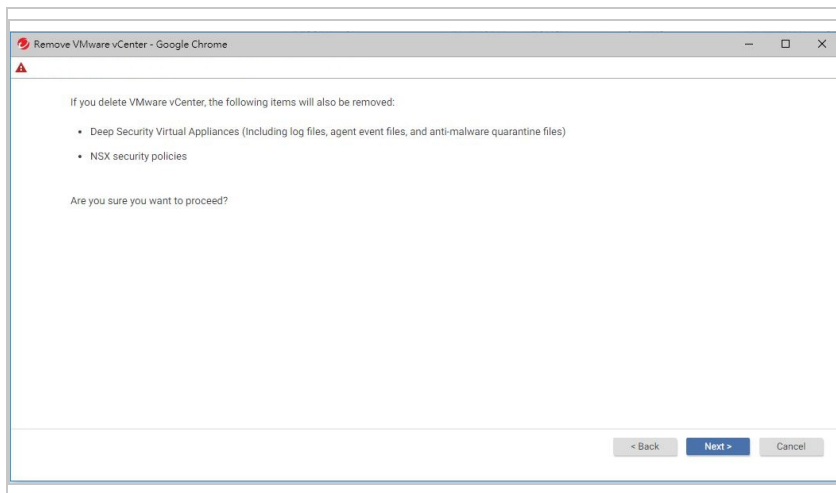 Remove VMware vCenter - Google Chrome
If you delete VMware vCenter, the following items will also be removed:
• Deep Security Virtual Appliances (Including log files, agent event files, and anti-malware quarantine files)
• NSX security policies
Are you sure you want to proceed?
< Back Next > Cancel